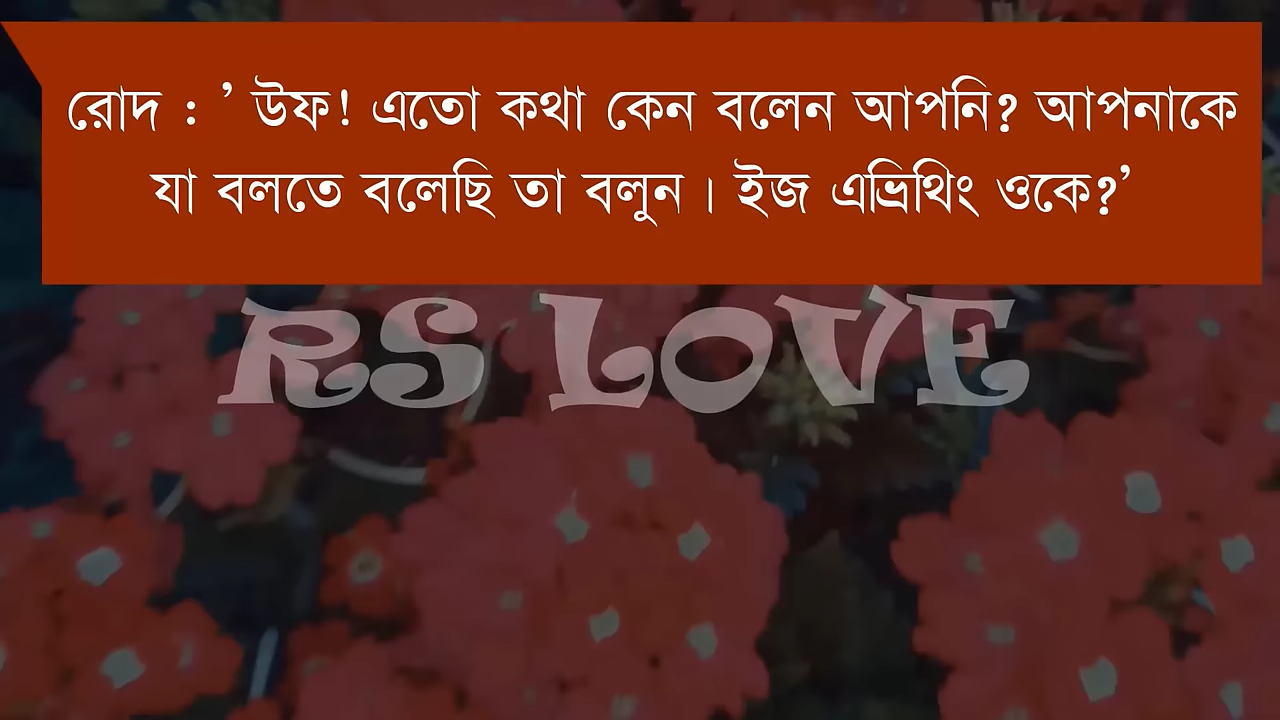 রোদ : ’ উফ! এতো কথা কেন বলেন আপনি? আপনাকে
যা বলতে বলেছি তা বলুন। ইজ এভ্রিথিং ওকে?’
RS LOVE